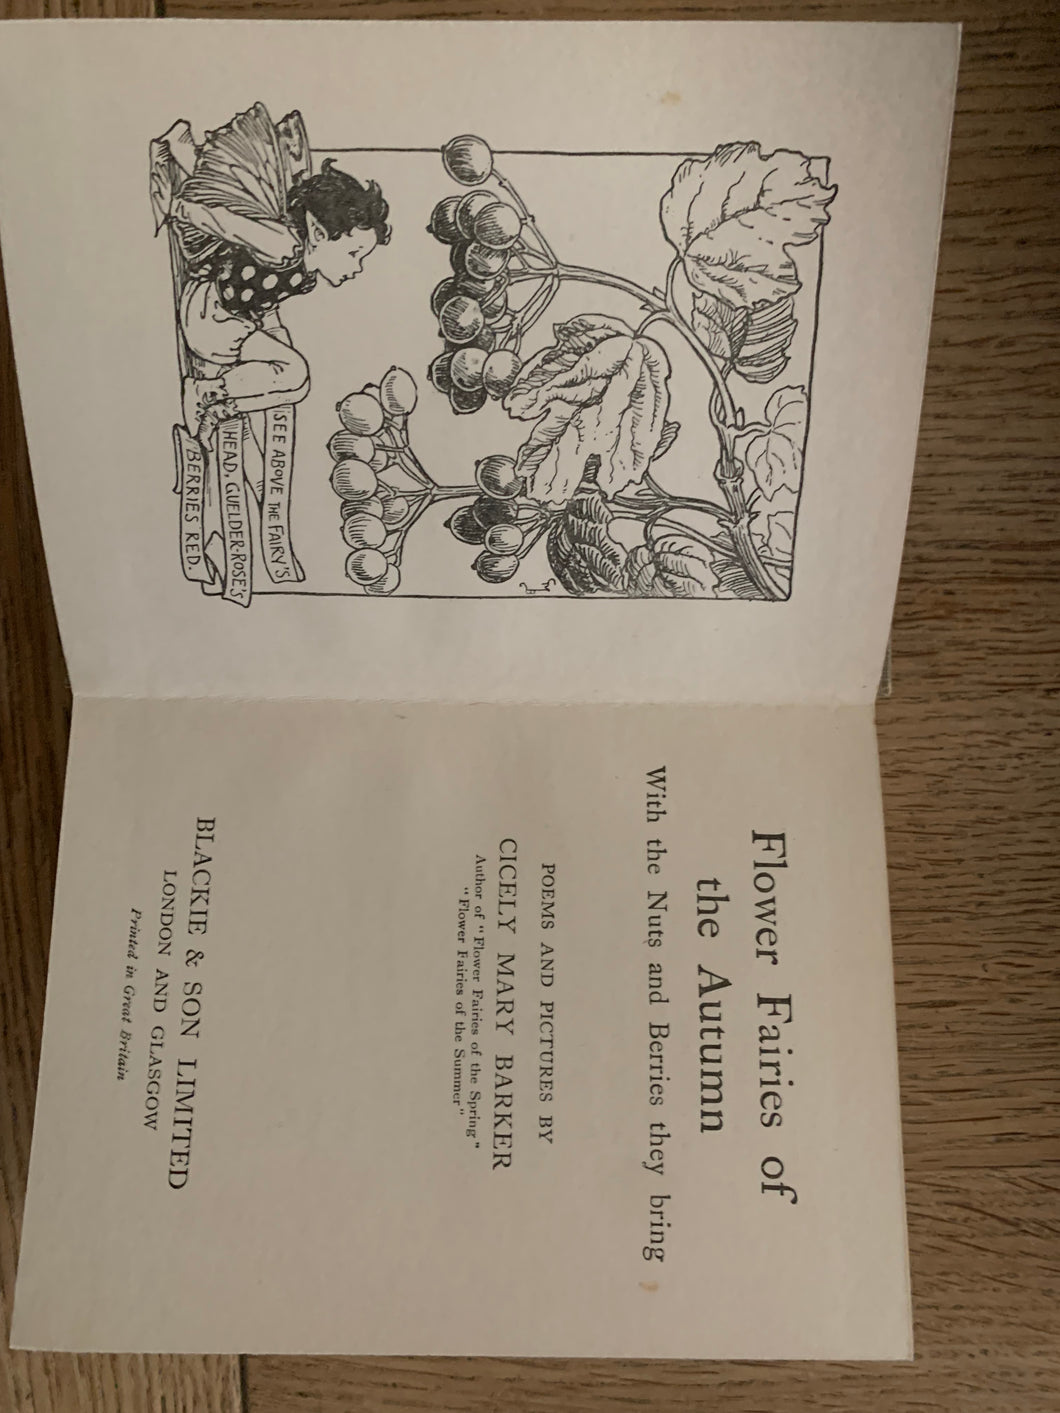 SEE ABOVE THE FAIRY'S
HEAD, GUELDER-ROSE'S
BERRIES RED.
CMB
Flower Fairies of
the Autumn
With the Nuts and Berries they bring
POEMS AND PICTURES BY
CICELY MARY BARKER
Author of "Flower Fairies of the Spring"
"Flower Fairies of the Summer"
BLACKIE & SON LIMITED
LONDON AND GLASGOW
Printed in Great Britain